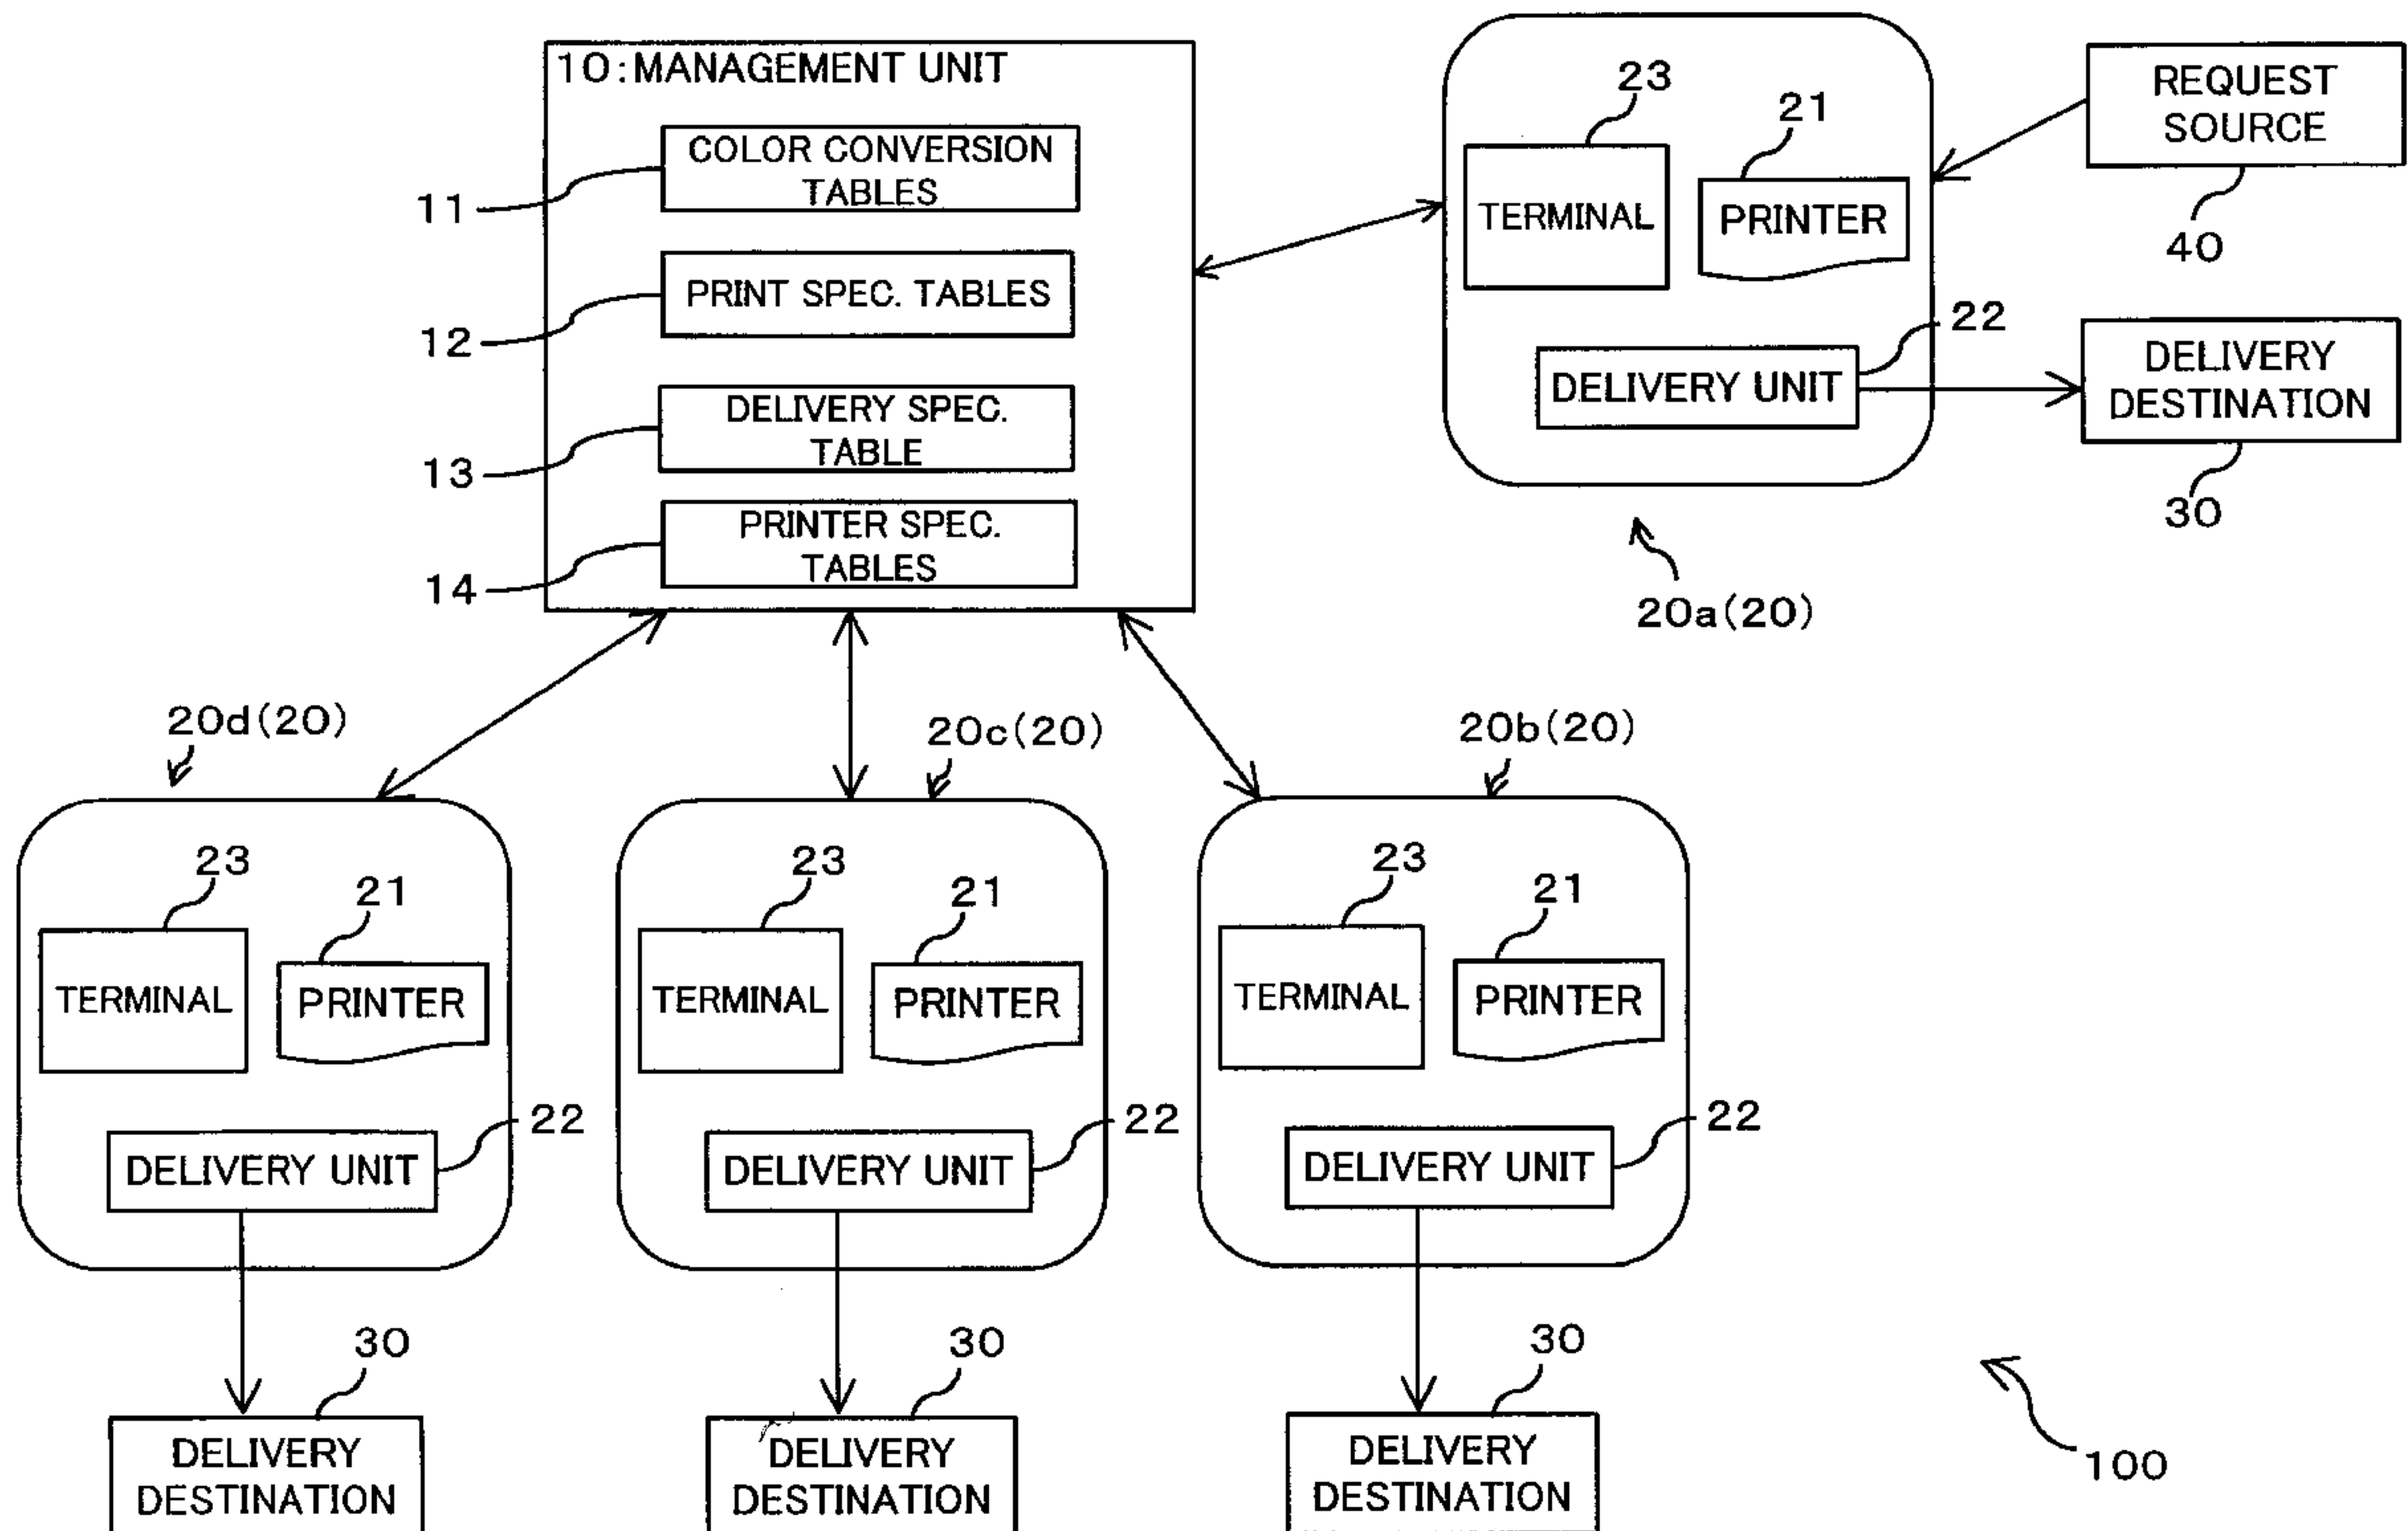 10:MANAGEMENT UNIT
COLOR CONVERSION
TABLES
11
PRINT SPEC. TABLES
12
DELIVERY SPEC.
TABLE
13
PRINTER SPEC.
TABLES
14
23
21
TERMINAL
PRINTER
22
DELIVERY UNIT
20a(20)
REQUEST
SOURCE
40
DELIVERY
DESTINATION
30
20d(20)
23
21
TERMINAL
PRINTER
22
DELIVERY UNIT
30
DELIVERY
DESTINATION
20c(20)
23
21
TERMINAL
PRINTER
22
DELIVERY UNIT
30
DELIVERY
DESTINATION
20b(20)
23
21
TERMINAL
PRINTER
22
DELIVERY UNIT
30
DELIVERY
DESTINATION
100